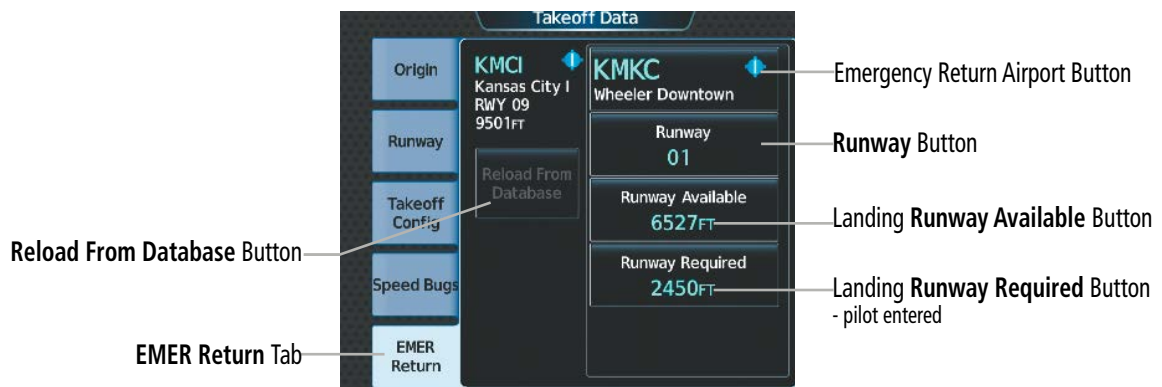 Takeoff Data
Origin
Runway
Takeoff
Config
Speed Bugs
EMER
Return
KMCI
Kansas City I
RWY 09
9501FT
Reload From
Database
KMKC
Wheeler Downtown
Runway
01
Runway Available
6527FT
Runway Required
2450FT
Emergency Return Airport Button
Runway Button
Landing Runway Available Button
Landing Runway Required Button
- pilot entered
Reload From Database Button
EMER Return Tab